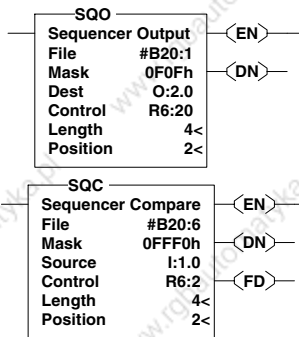 SQO
Sequencer Output
File #B20:1
Mask 0F0Fh
Dest O:2.0
Control R6:20
Length 4<
Position 2<
EN
DN
SQC
Sequencer Compare
File #B20:6
Mask 0FFF0h
Source I:1.0
Control R6:2
Length 4<
Position 2<
EN
DN
FD